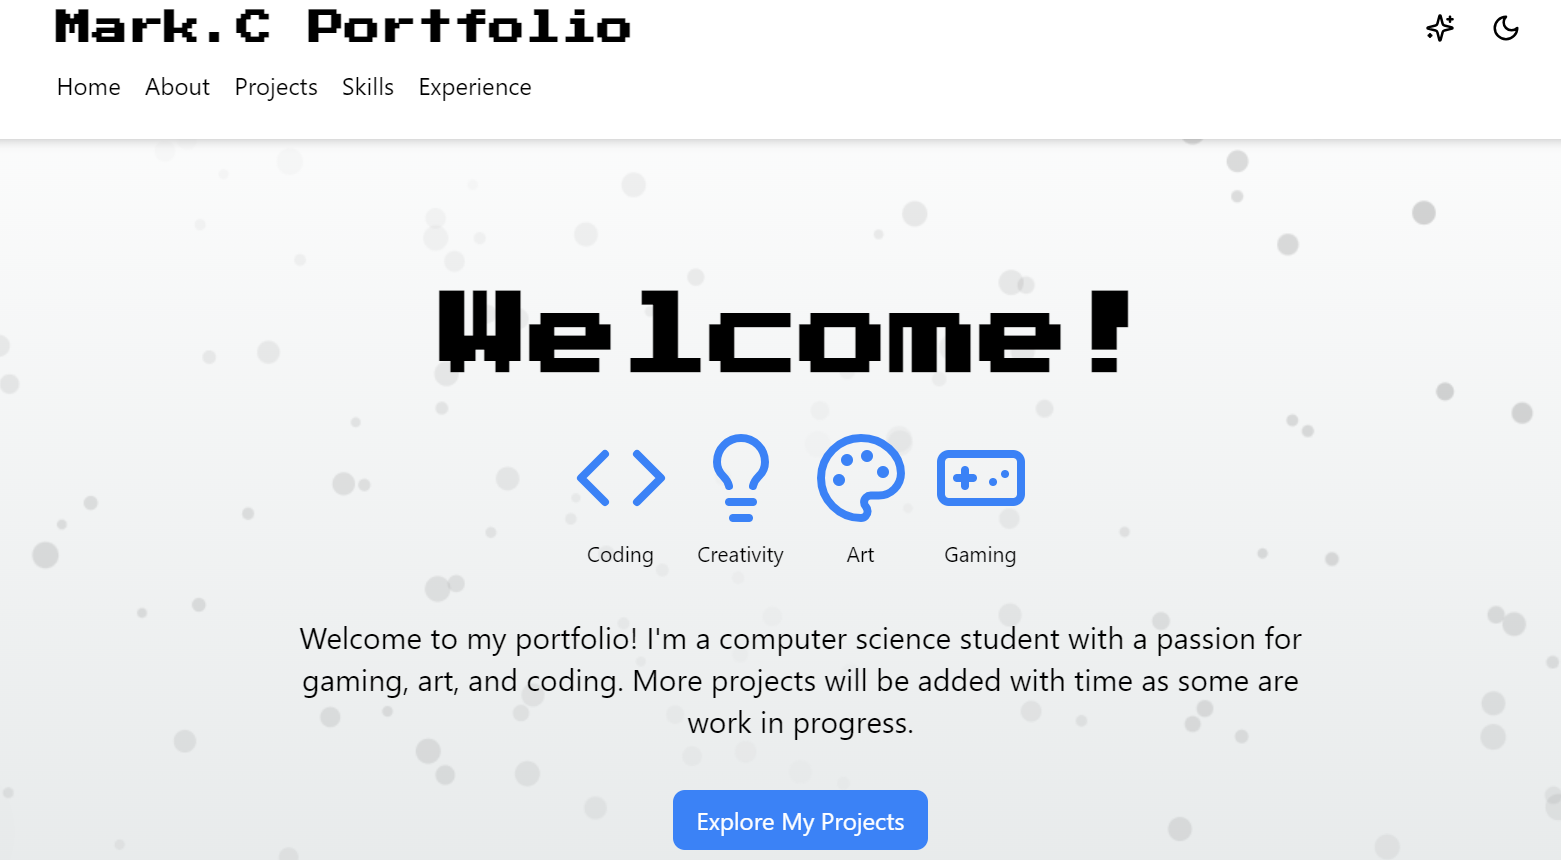 Mark.C Portfolio
Home About Projects Skills Experience
Welcome!
Coding Creativity Art Gaming
Welcome to my portfolio! I'm a computer science student with a passion for
gaming, art, and coding. More projects will be added with time as some are
work in progress.
Explore My Projects